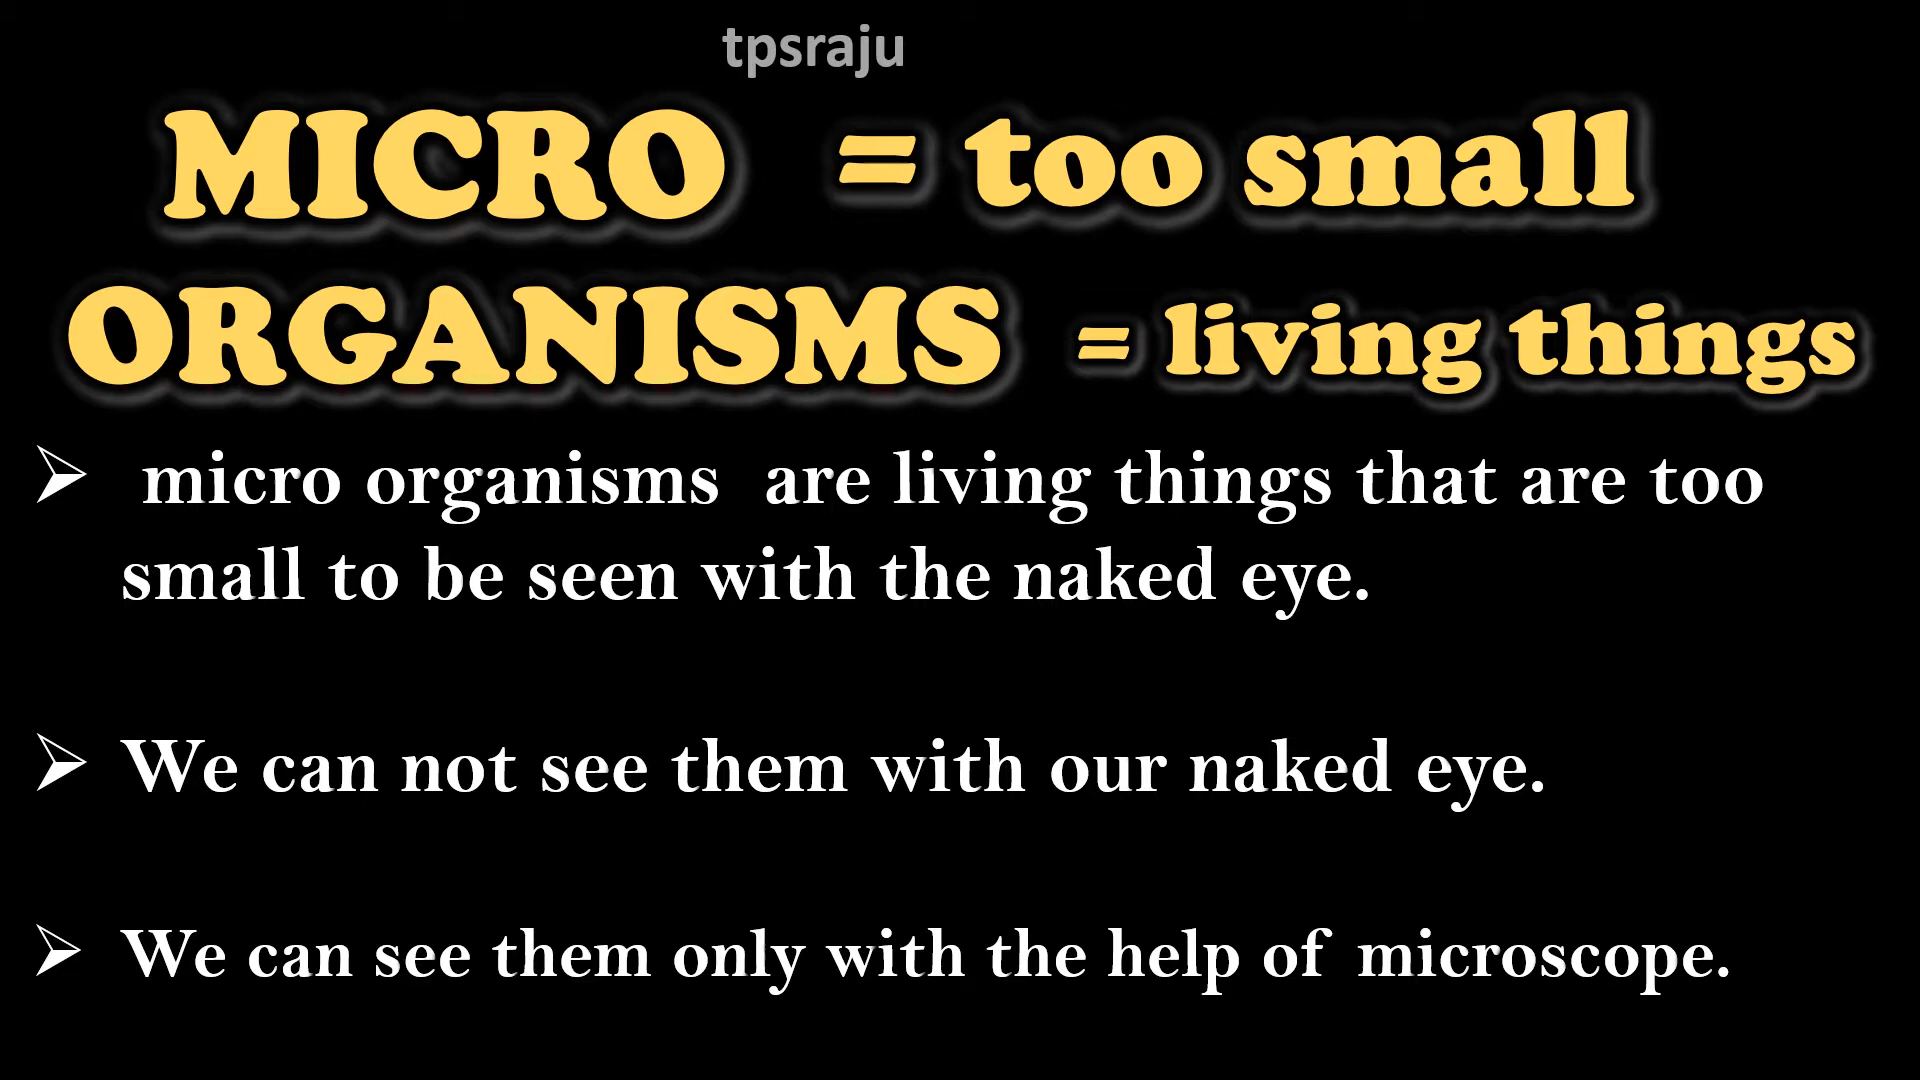 tpsraju
MICRO = too small
ORGANISMS = living things
➢ micro organisms are living things that are too
small to be seen with the naked eye.
➢ We can not see them with our naked eye.
➢ We can see them only with the help of microscope.